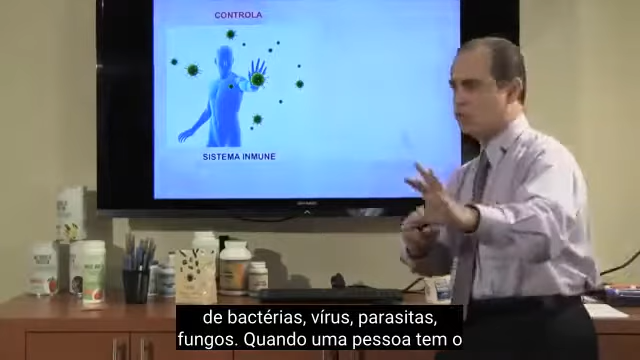 CONTROLA
SISTEMA INMUNE
de bactérias, vírus, parasitas,
fungos. Quando uma pessoa tem o